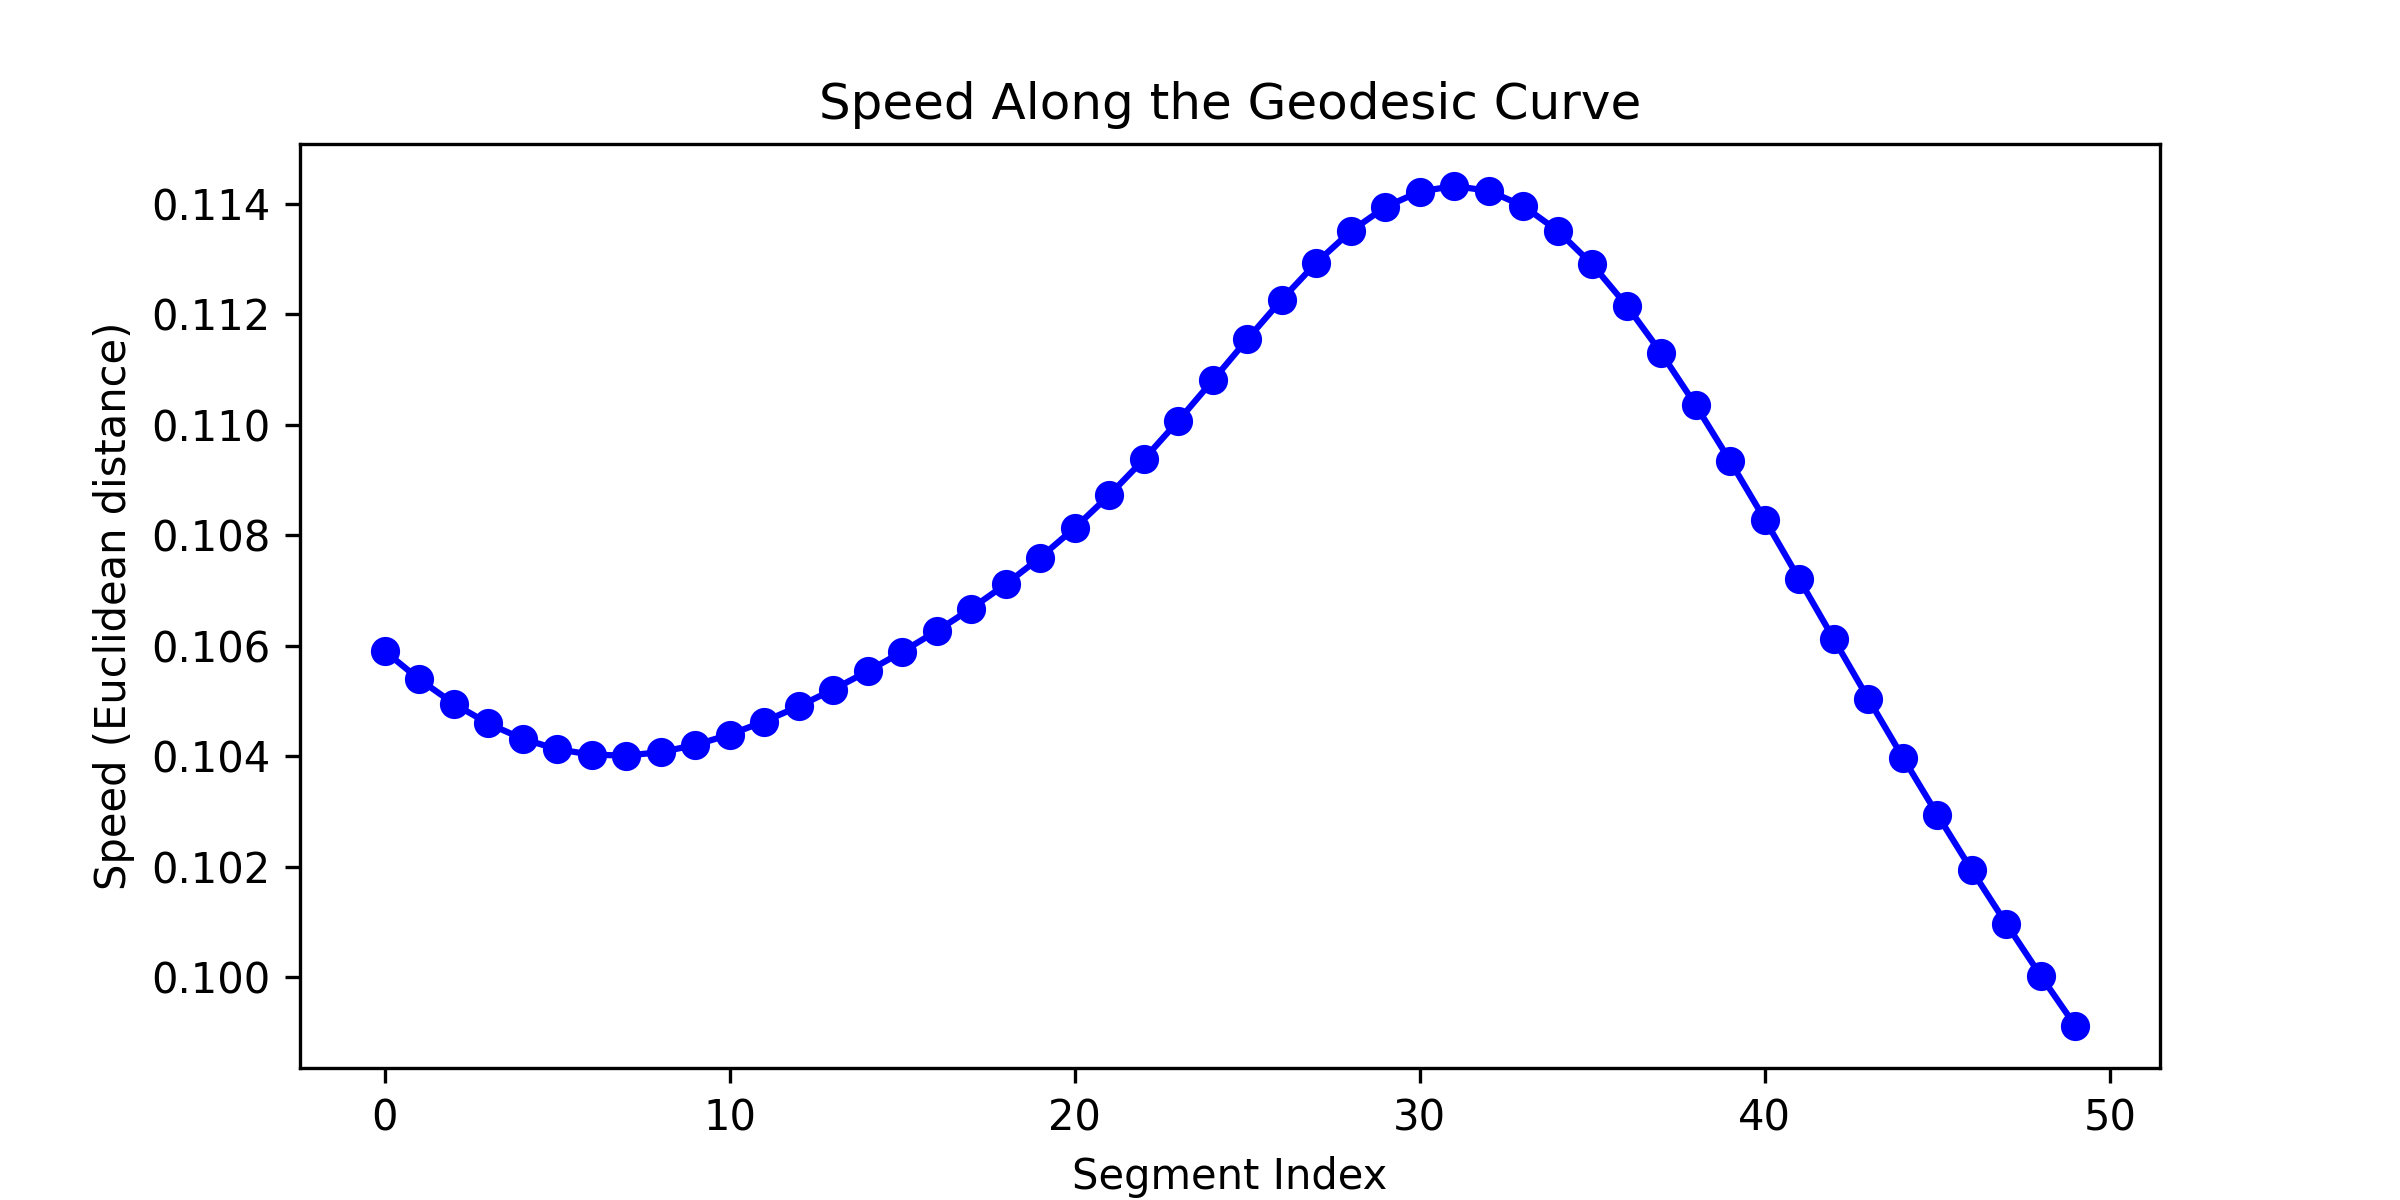 Speed Along the Geodesic Curve
Speed (Euclidean distance)
0.114
0.112
0.110
0.108
0.106
0.104
0.102
0.100
0 10 20 30 40 50
Segment Index